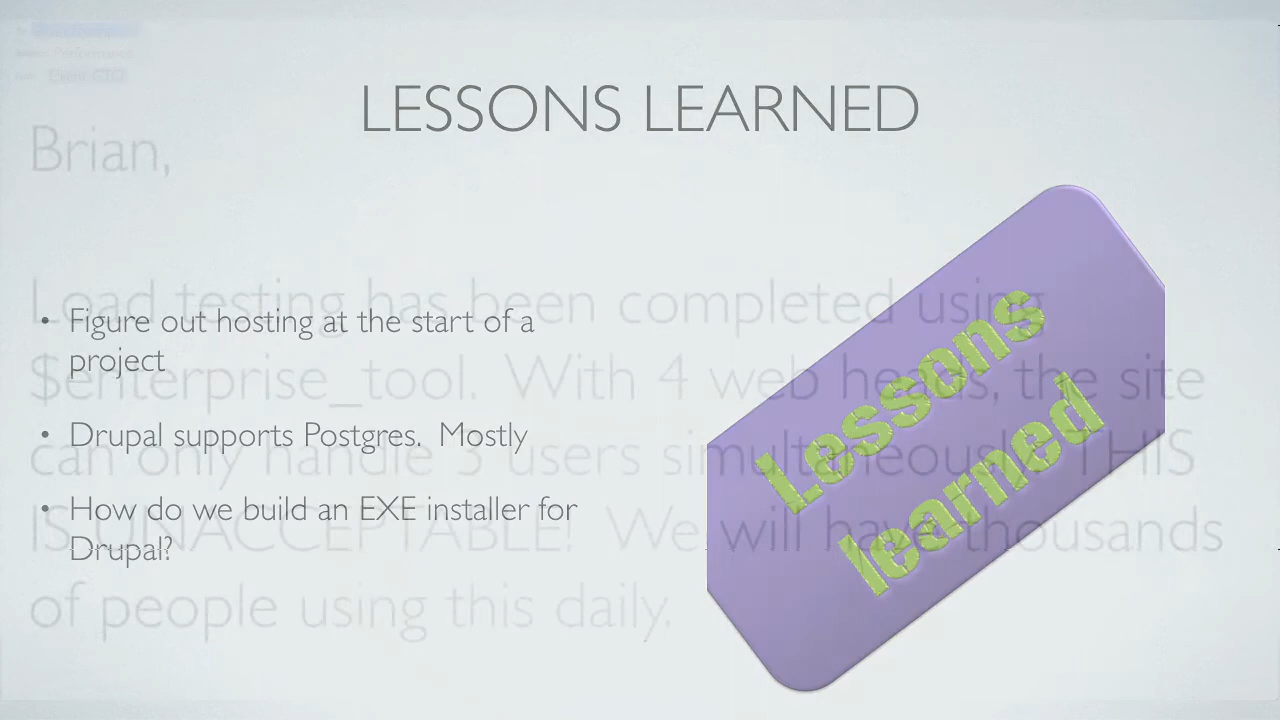 Performance
Client CTO
LESSONS LEARNED
Brian,
Load testing has been completed using
$enterprise_tool. With 4 web heads, the site
can only handle 3 users simultaneously. THIS
IS UNACCEPTABLE! We will have thousands
of people using this daily.
• Figure out hosting at the start of a
project
• Drupal supports Postgres. Mostly
• How do we build an EXE installer for
Drupal?
Lessons
learned